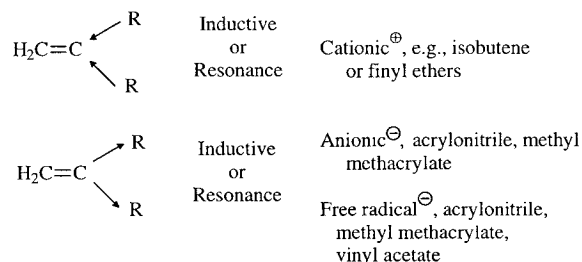 R
H₂C=C
R
Inductive
or
Resonance
Cationic⊕, e.g., isobutene
or finyl ethers
R
H₂C=C
R
Inductive
or
Resonance
Anionic⊖, acrylonitrile, methyl
methacrylate
Free radical⊖, acrylonitrile,
methyl methacrylate,
vinyl acetate